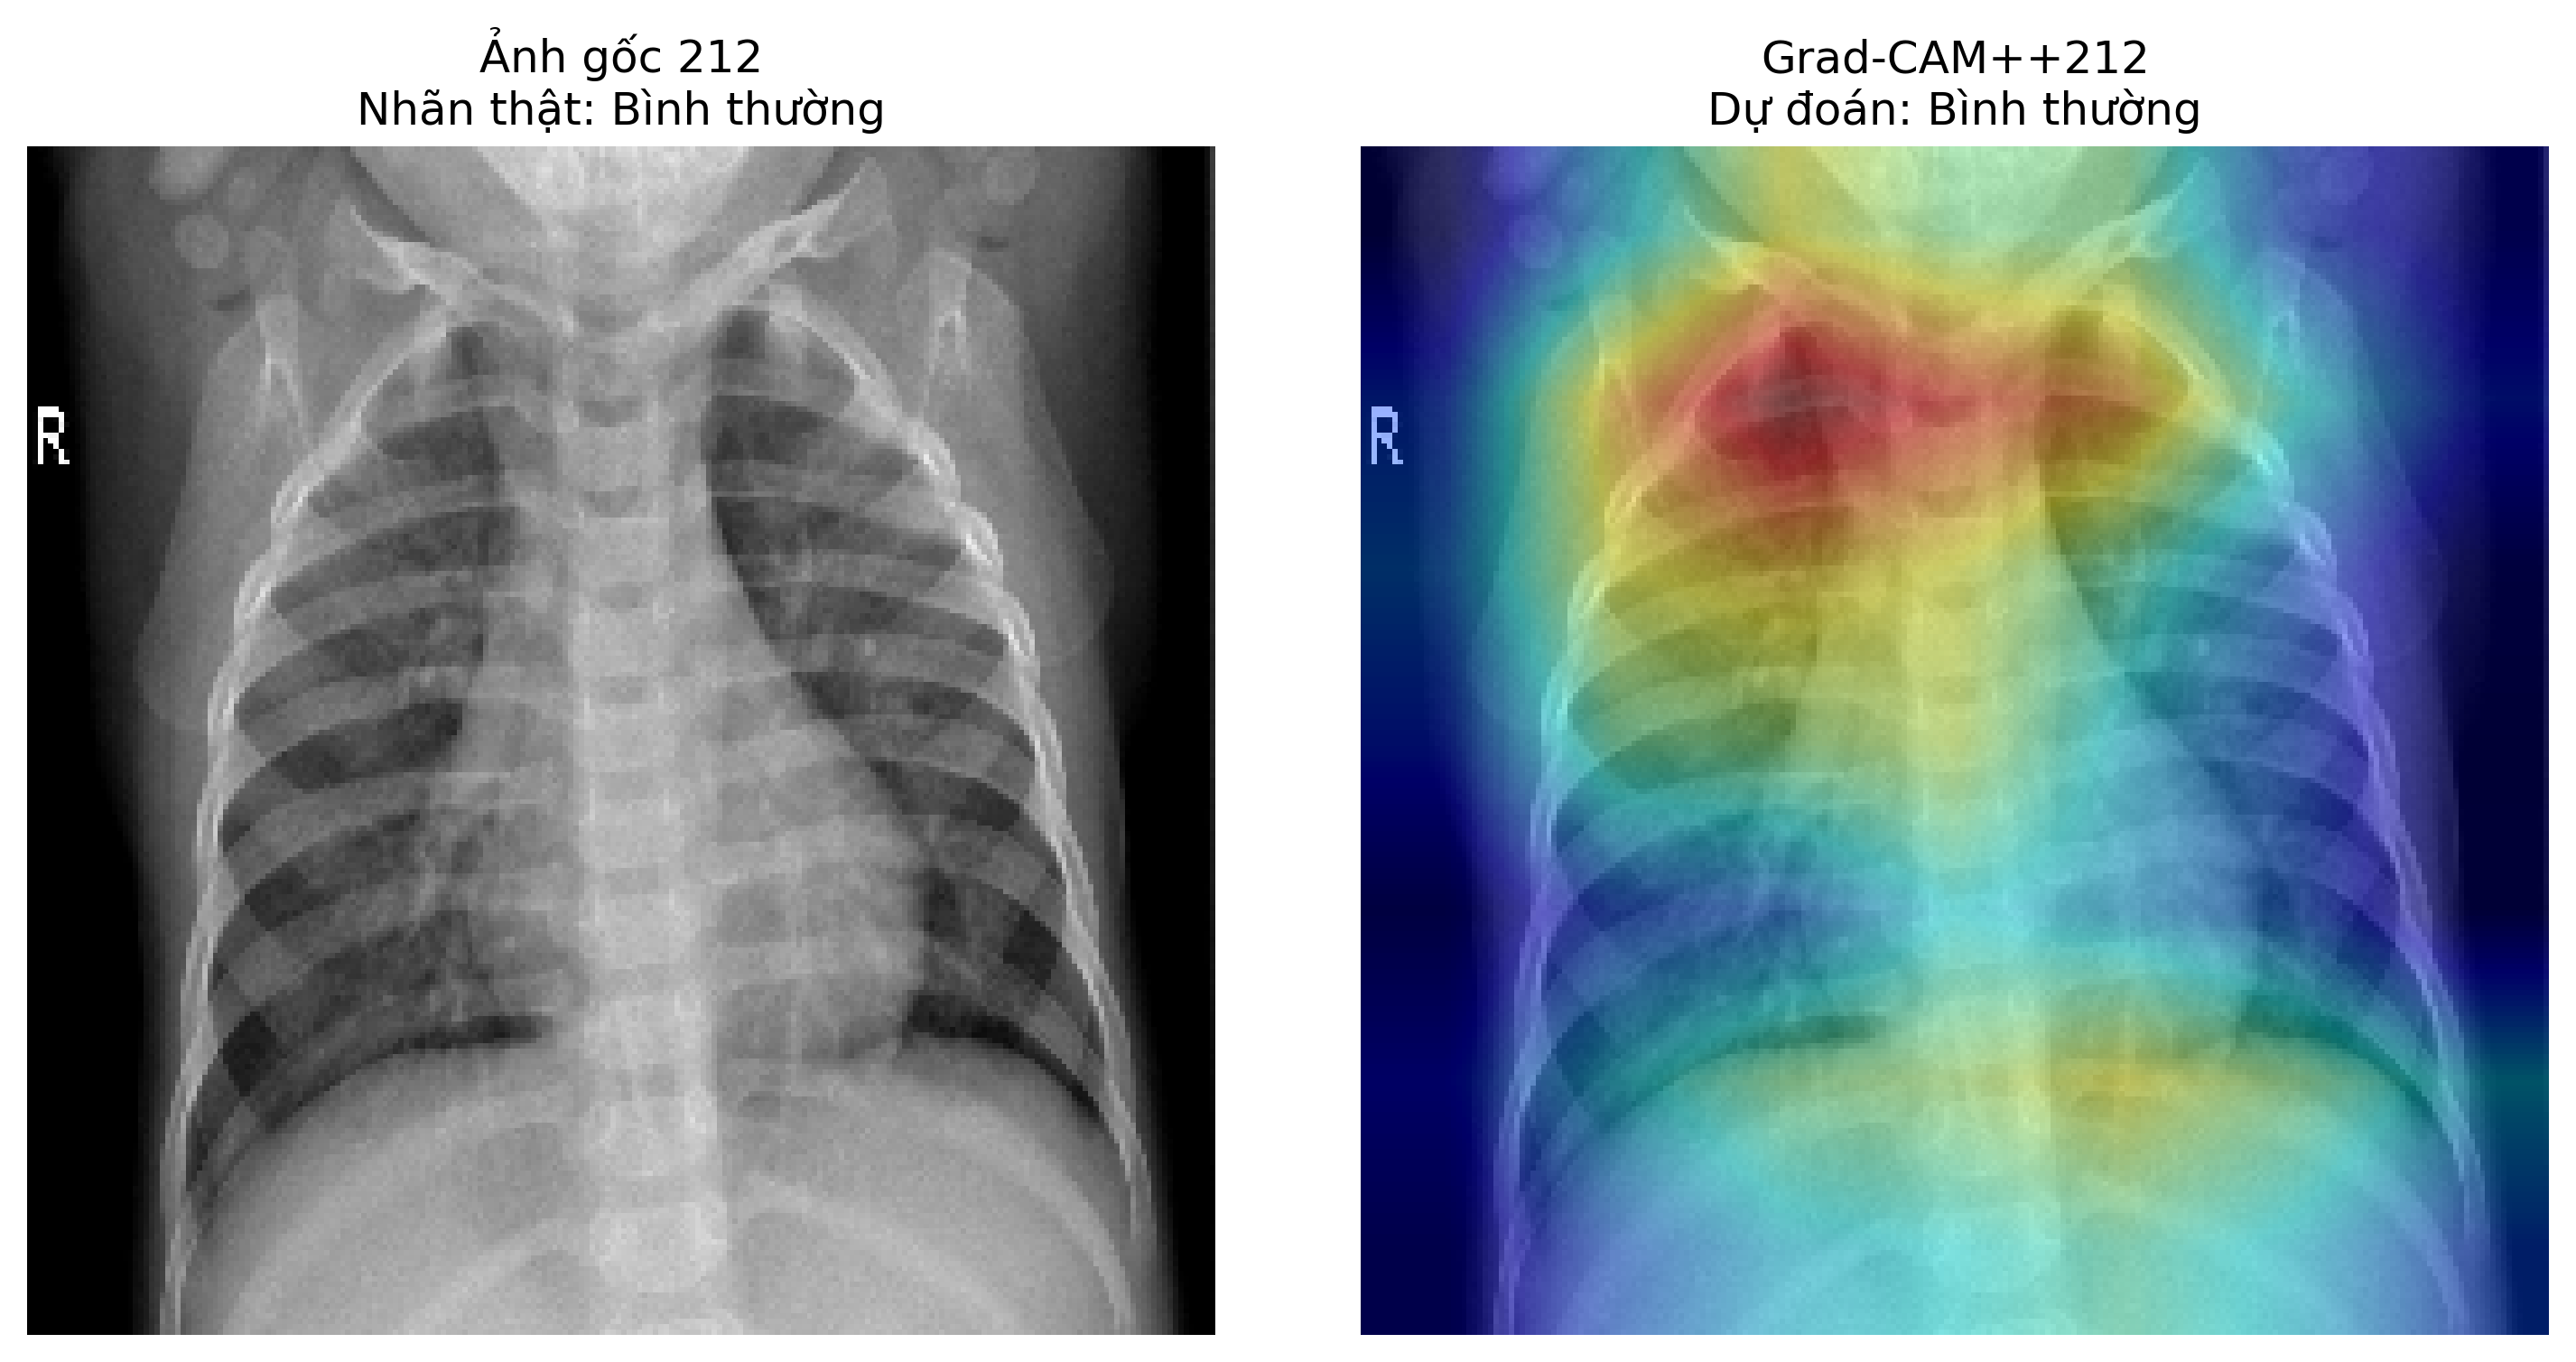 Ảnh gốc 212
Nhãn thật: Bình thường
Grad-CAM++212
Dự đoán: Bình thường
R
R